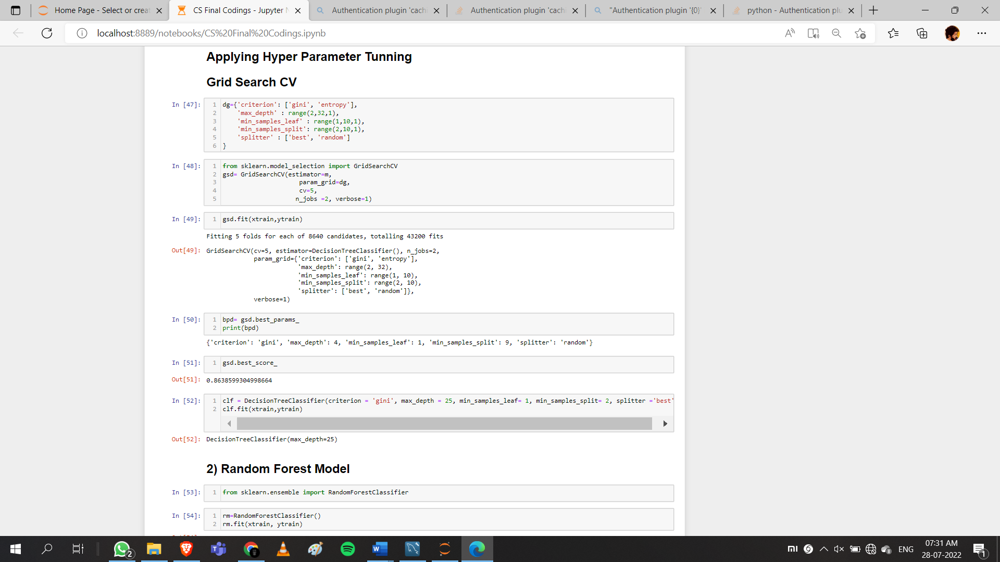 Home Page - Select or creat
CS Final Codings - Jupyter N
Authentication plugin 'cach
Authentication plugin 'cach
"Authentication plugin '{0}'
python - Authentication plu
localhost:8889/notebooks/CS%20Final%20Codings.ipynb
Applying Hyper Parameter Tunning
Grid Search CV
In [47]:
1 dg={'criterion': ['gini', 'entropy'],
2 'max_depth' : range(2,32,1),
3 'min_samples_leaf' : range(1,10,1),
4 'min_samples_split': range(2,10,1),
5 'splitter' : ['best', 'random']
6 }
In [48]:
1 from sklearn.model_selection import GridSearchCV
2 gsd= GridSearchCV(estimator=m,
3 param_grid=dg,
4 cv=5,
5 n_jobs =2, verbose=1)
In [49]:
1 gsd.fit(xtrain,ytrain)
Fitting 5 folds for each of 8640 candidates, totalling 43200 fits
Out[49]: GridSearchCV(cv=5, estimator=DecisionTreeClassifier(), n_jobs=2,
param_grid={'criterion': ['gini', 'entropy'],
'max_depth': range(2, 32),
'min_samples_leaf': range(1, 10),
'min_samples_split': range(2, 10),
'splitter': ['best', 'random']},
verbose=1)
In [50]:
1 bpd= gsd.best_params_
2 print(bpd)
{'criterion': 'gini', 'max_depth': 4, 'min_samples_leaf': 1, 'min_samples_split': 9, 'splitter': 'random'}
In [51]:
1 gsd.best_score_
Out[51]: 0.8638599304998664
In [52]:
1 clf = DecisionTreeClassifier(criterion = 'gini', max_depth = 25, min_samples_leaf= 1, min_samples_split= 2, splitter ='best'
2 clf.fit(xtrain,ytrain)
Out[52]: DecisionTreeClassifier(max_depth=25)
2) Random Forest Model
In [53]:
1 from sklearn.ensemble import RandomForestClassifier
In [54]:
1 rm=RandomForestClassifier()
2 rm.fit(xtrain, ytrain)
2
ENG
07:31 AM
28-07-2022
1